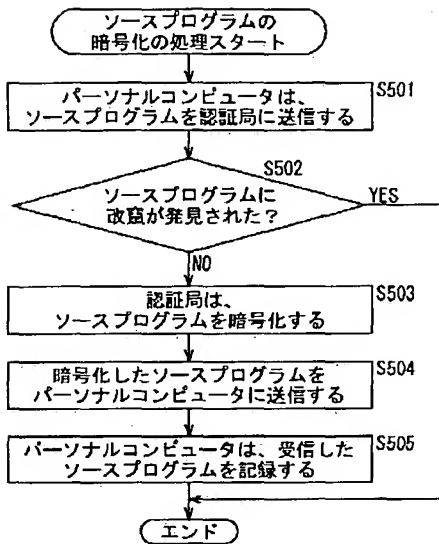 ソースプログラムの
暗号化の処理スタート
S501
パーソナルコンピュータは、
ソースプログラムを認証局に送信する
S502
ソースプログラムに
改竄が発見された？
YES
NO
S503
認証局は、
ソースプログラムを暗号化する
S504
暗号化したソースプログラムを
パーソナルコンピュータに送信する
S505
パーソナルコンピュータは、受信した
ソースプログラムを記録する
エンド